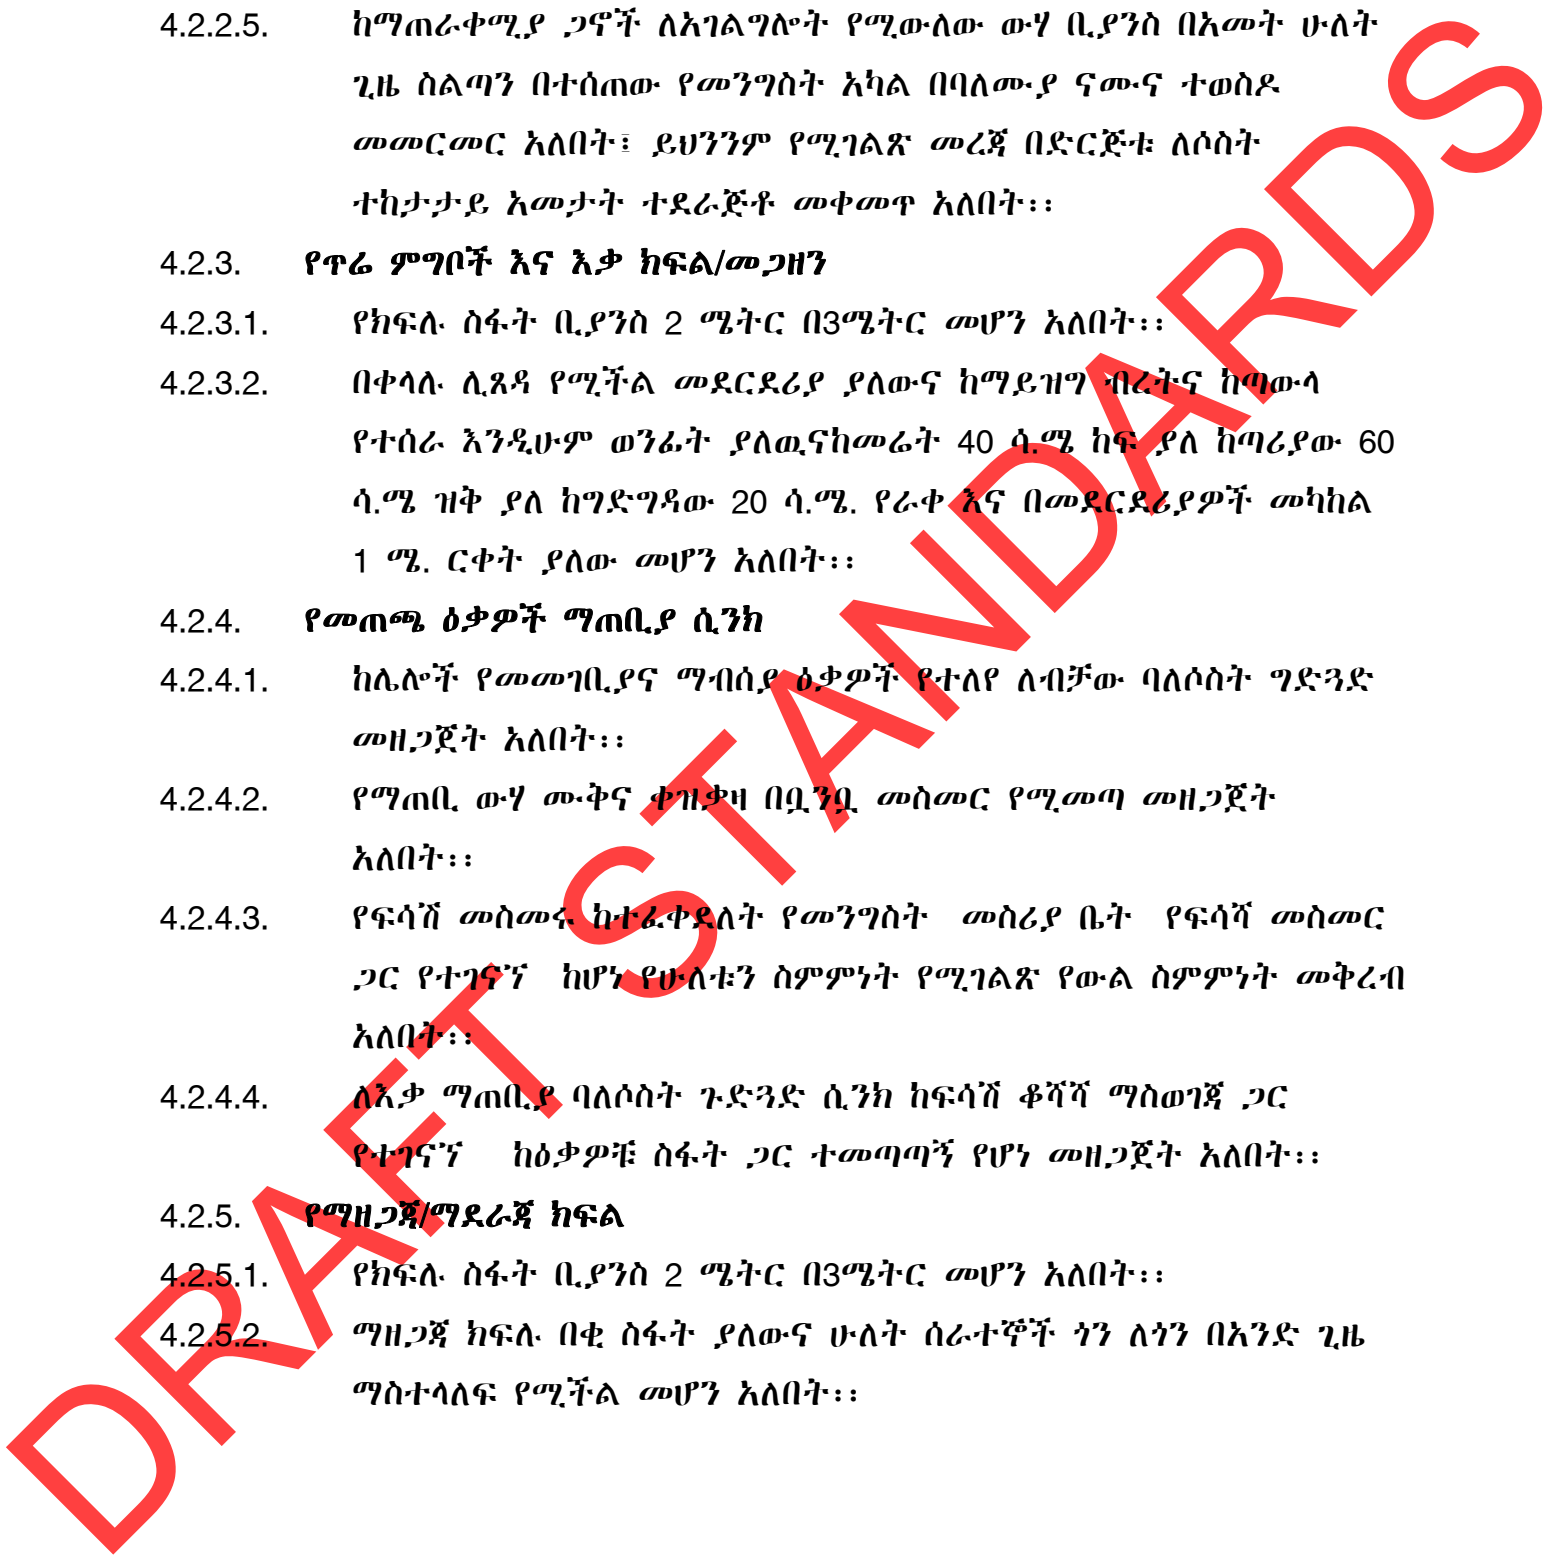 4.2.2.5. ከማጠራቀሚያ ጋኖች ለአገልግሎት የሚውለው ውሃ ቢያንስ በአመት ሁለት
ጊዜ ስልጣን በተሰጠው የመንግስት አካል በባለሙያ ናሙና ተወስዶ
መመርመር አለበት፤ ይህንንም የሚገልጽ መረጃ በድርጅቱ ለሶስት
ተከታታይ አመታት ተደራጅቶ መቀመጥ አለበት፡፡
4.2.3. የጥሬ ምግቦች እና እቃ ክፍል/መጋዘን
4.2.3.1. የክፍሉ ስፋት ቢያንስ 2 ሜትር በ3ሜትር መሆን አለበት፡፡
4.2.3.2. በቀላሉ ሊጸዳ የሚችል መደርደሪያ ያለውና ከማይዝግ ብረትና ከጣውላ
የተሰራ እንዲሁም ወንፊት ያለዉናከመሬት 40 ሳ.ሜ ከፍ ያለ ከጣሪያው 60
ሳ.ሜ ዝቅ ያለ ከግድግዳው 20 ሳ.ሜ. የራቀ እና በመደርደሪያዎች መካከል
1 ሜ. ርቀት ያለው መሆን አለበት፡፡
4.2.4. የመጠጫ ዕቃዎች ማጠቢያ ሲንክ
4.2.4.1. ከሌሎች የመመገቢያና ማብሰያ ዕቃዎች የተለየ ለብቻው ባለሶስት ግድጓድ
መዘጋጀት አለበት፡፡
4.2.4.2. የማጠቢ ውሃ ሙቅና ቀዝቃዛ በቧንቧ መስመር የሚመጣ መዘጋጀት
አለበት፡፡
4.2.4.3. የፍሳሽ መስመሩ ከተፈቀደለት የመንግስት መስሪያ ቤት የፍሳሻ መስመር
ጋር የተገናኘ ከሆነ የሁለቱን ስምምነት የሚገልጽ የውል ስምምነት መቅረብ
አለበት፡፡
4.2.4.4. ለእቃ ማጠቢያ ባለሶስት ጉድጓድ ሲንክ ከፍሳሽ ቆሻሻ ማስወገጃ ጋር
የተገናኘ ከዕቃዎቹ ስፋት ጋር ተመጣጣኝ የሆነ መዘጋጀት አለበት፡፡
4.2.5. የማዘጋጃ/ማደራጃ ክፍል
4.2.5.1. የክፍሉ ስፋት ቢያንስ 2 ሜትር በ3ሜትር መሆን አለበት፡፡
4.2.5.2. ማዘጋጃ ክፍሉ በቂ ስፋት ያለውና ሁለት ሰራተኞች ጎን ለጎን በአንድ ጊዜ
ማስተላለፍ የሚችል መሆን አለበት፡፡
DRAFT STANDARDS